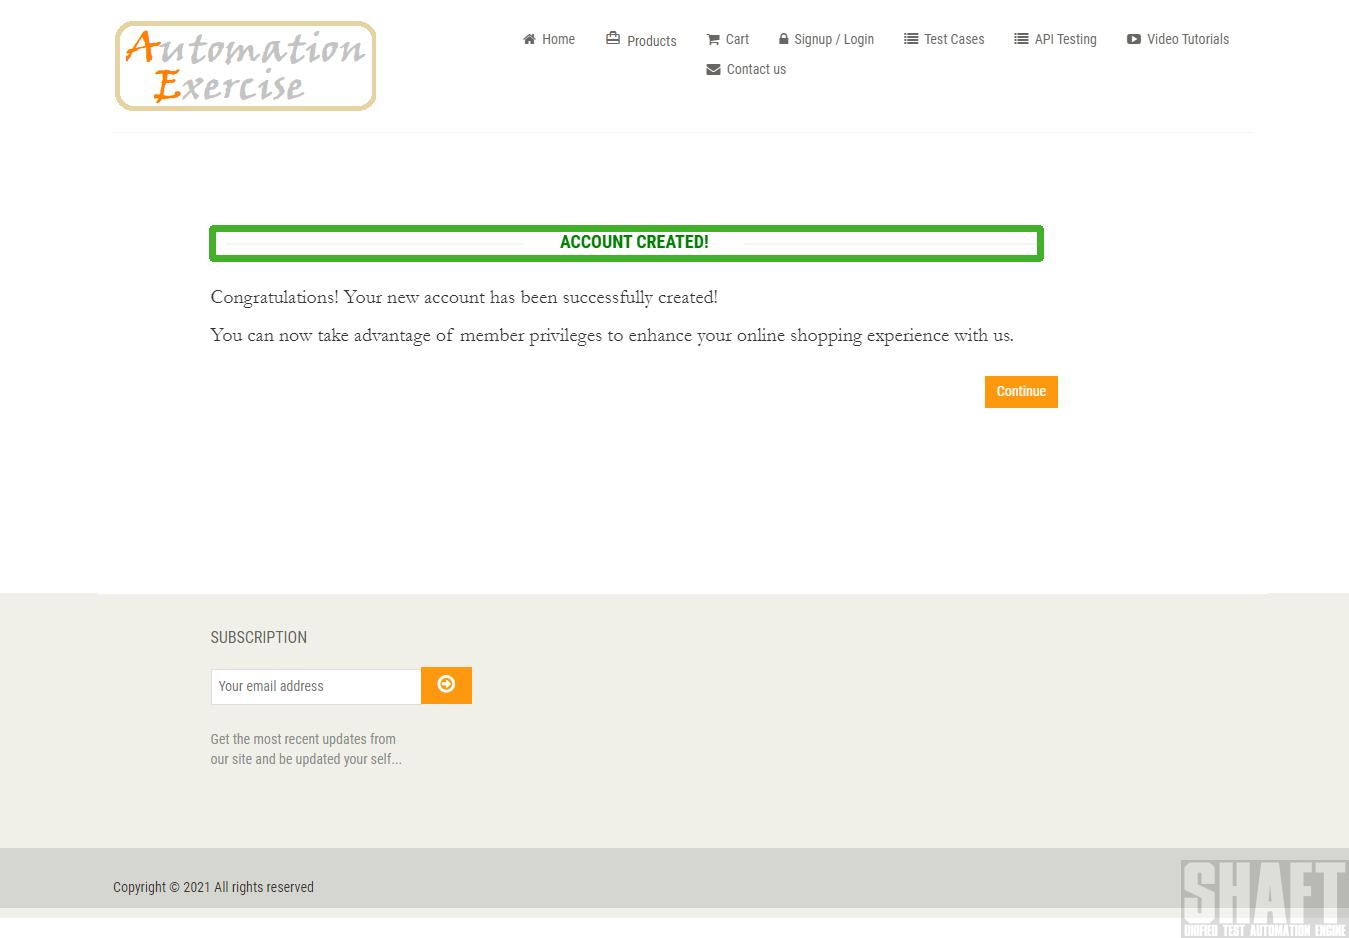 Automation
Exercise
Home
Products
Cart
Signup / Login
Test Cases
API Testing
Video Tutorials
Contact us
ACCOUNT CREATED!
Congratulations! Your new account has been successfully created!
You can now take advantage of member privileges to enhance your online shopping experience with us.
Continue
SUBSCRIPTION
Your email address
Get the most recent updates from
our site and be updated your self...
Copyright © 2021 All rights reserved
SHAFT
UNIFIED TEST AUTOMATION ENGINE